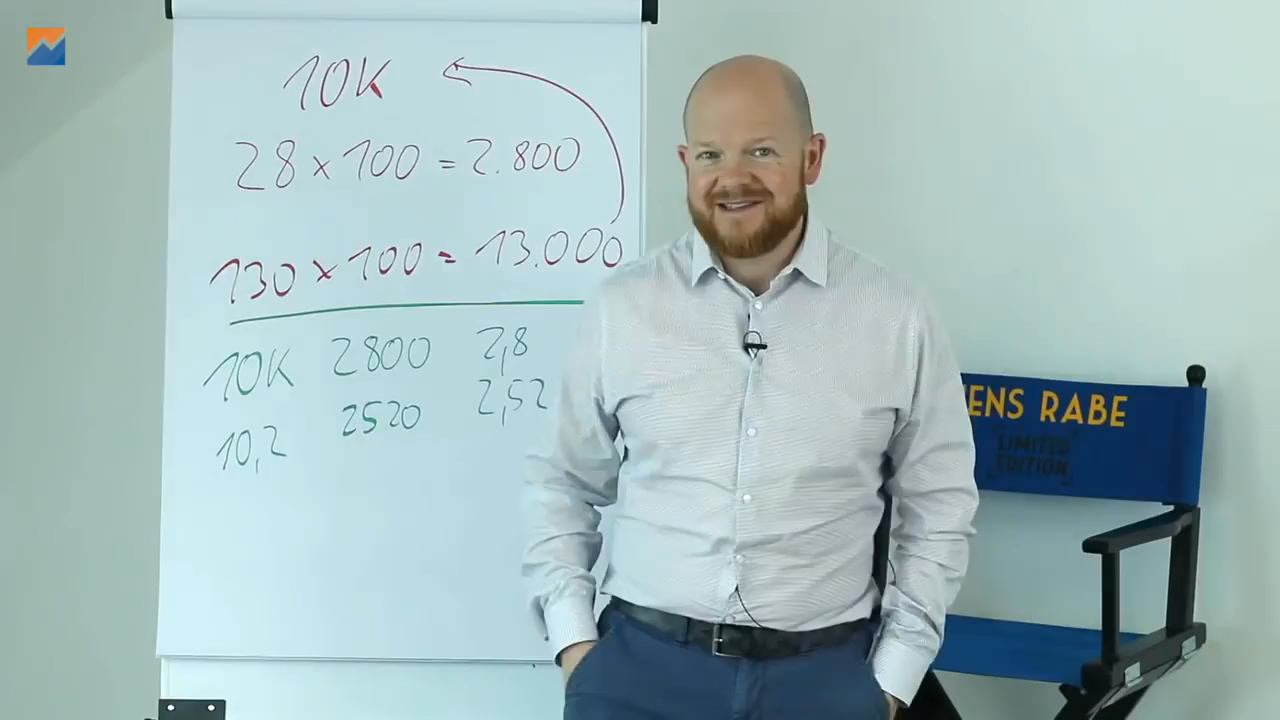 10K
28 x 100 = 2.800
130 x 100 = 13.000
10K 2800 2,8
10,2 2520 2,52
ENS RABE
LIMITED
EDITION